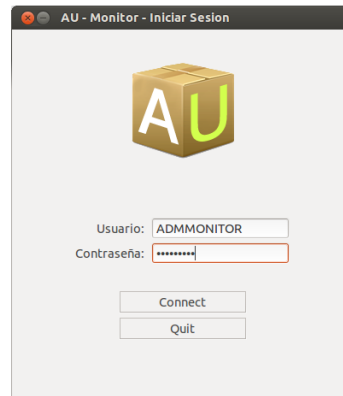 AU - Monitor - Iniciar Sesion
AU
Usuario: ADMMONITOR
Contraseña: •••••••••
Connect
Quit